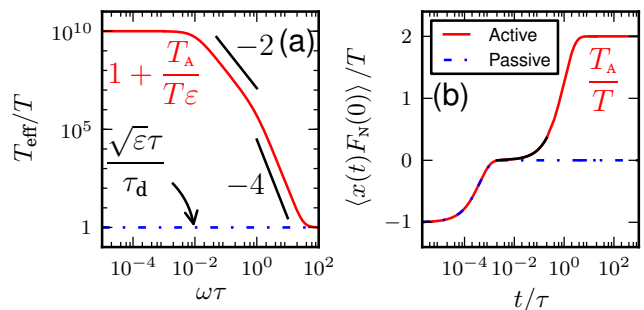 (a)
T_eff/T
10^10
10^5
1
1 + T_A/Tε
−2
√ετ/τ_d
−4
10^−4 10^−2 10^0 10^2
ωτ
(b)
⟨x(t)F_N(0)⟩/T
2
1
0
−1
Active
Passive
T_A/T
10^−4 10^−2 10^0 10^2
t/τ